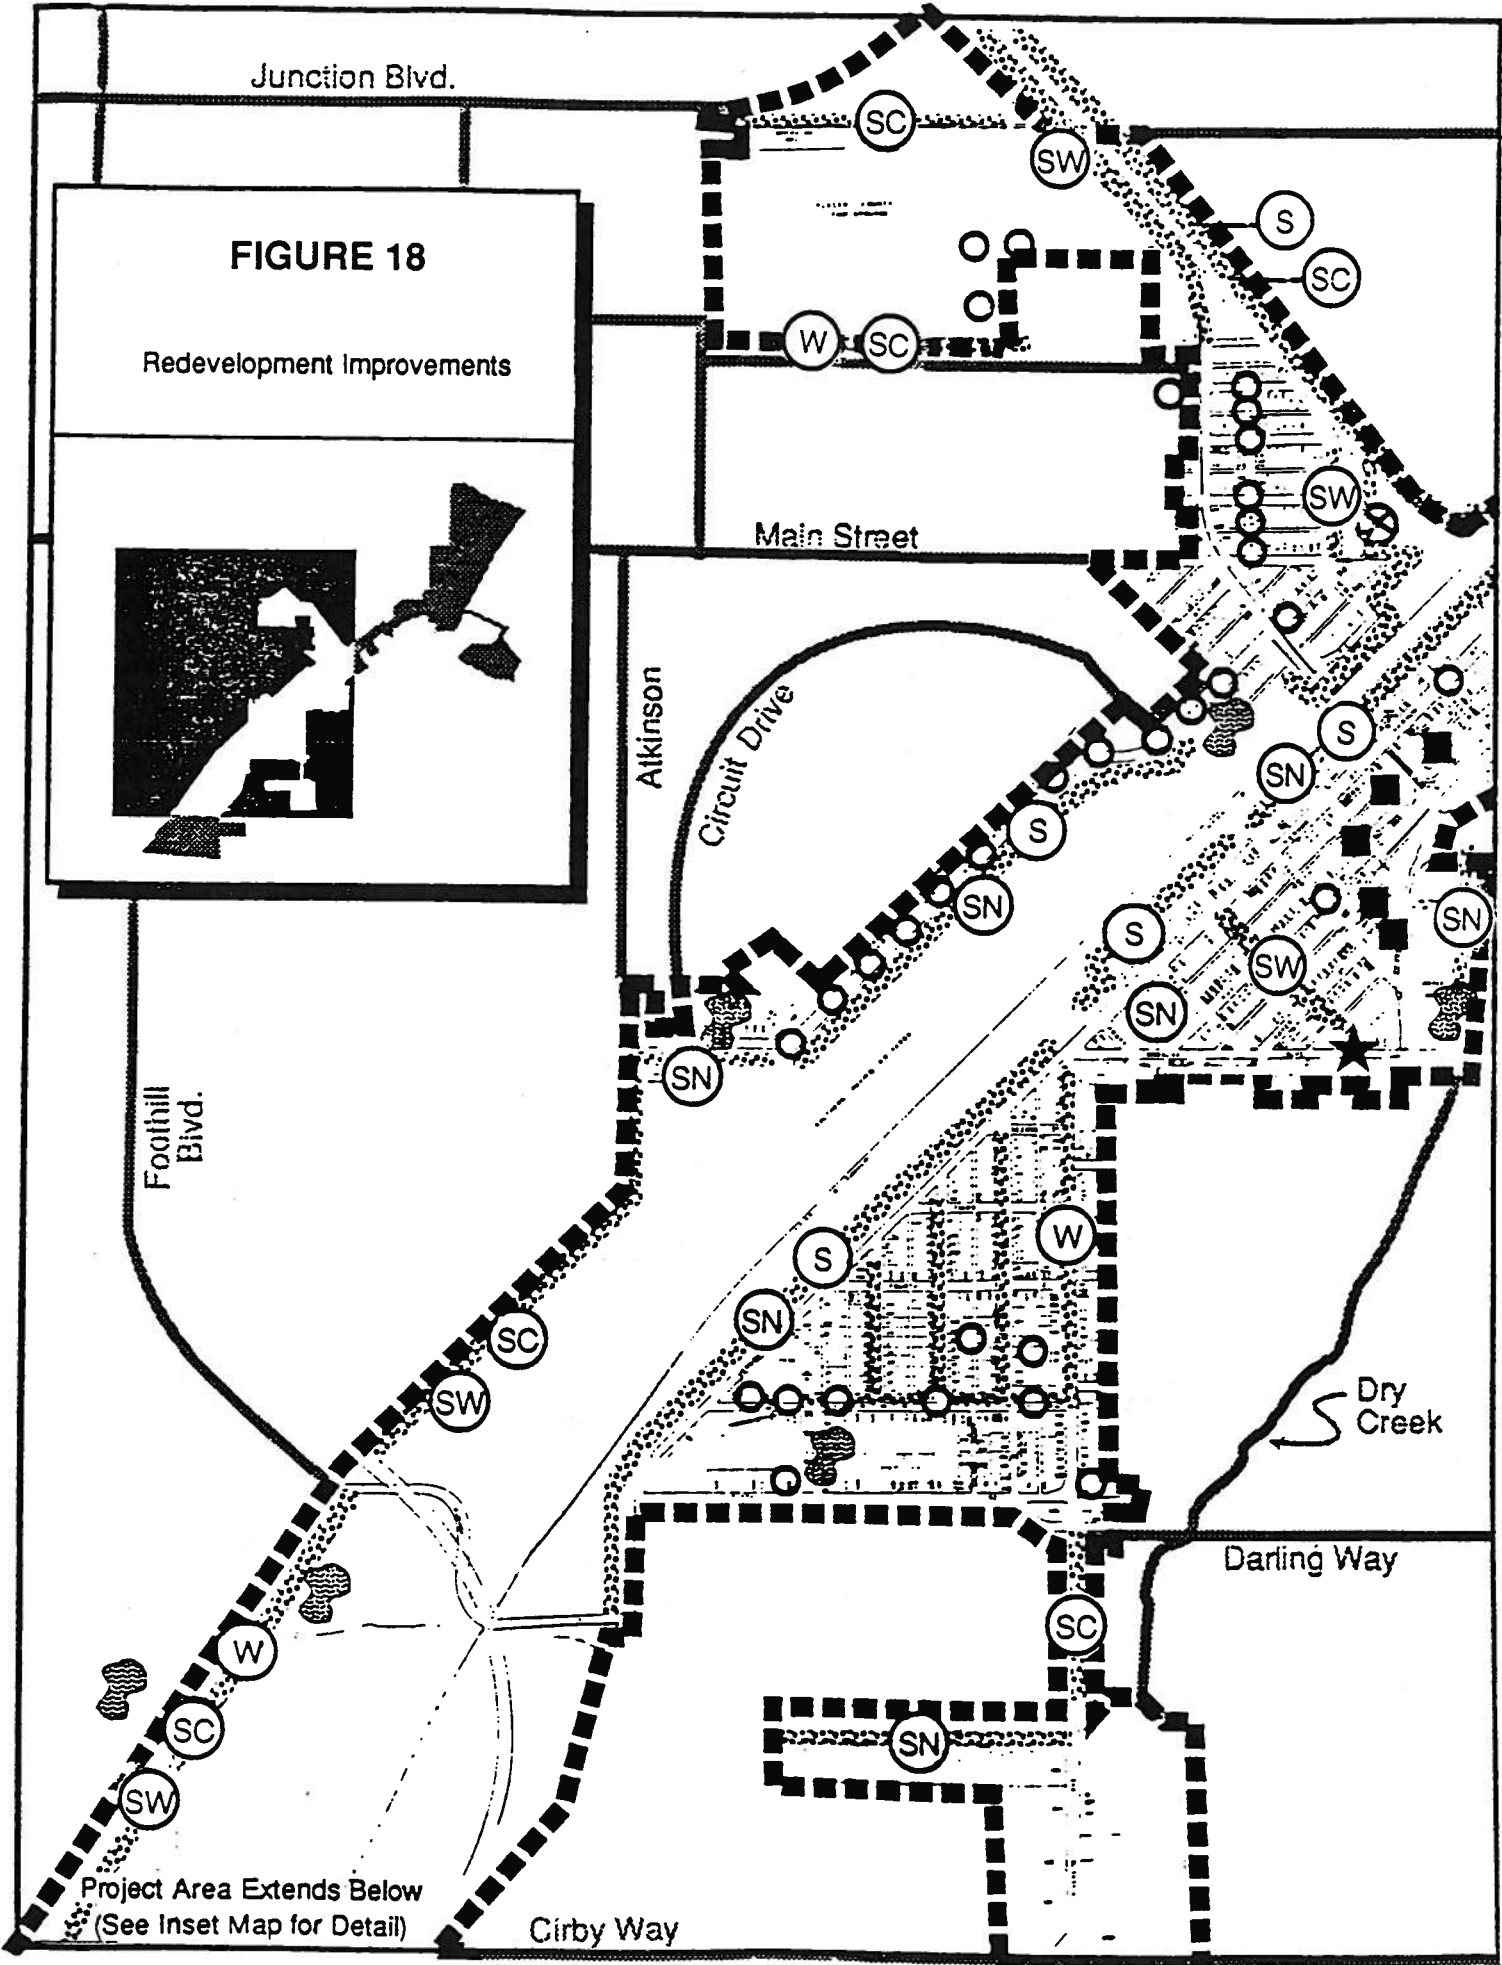 Junction Blvd.
SC
SW
S
SC
FIGURE 18
Redevelopment Improvements
W
SC
SW
Main Street
Atkinson
Circuit Drive
S
SN
S
SN
S
SN
SW
SN
SN
Foothill
Blvd.
SN
W
S
SN
SC
SW
Dry
Creek
Darling Way
SC
W
SC
SN
SW
Project Area Extends Below
(See Inset Map for Detail)
Cirby Way